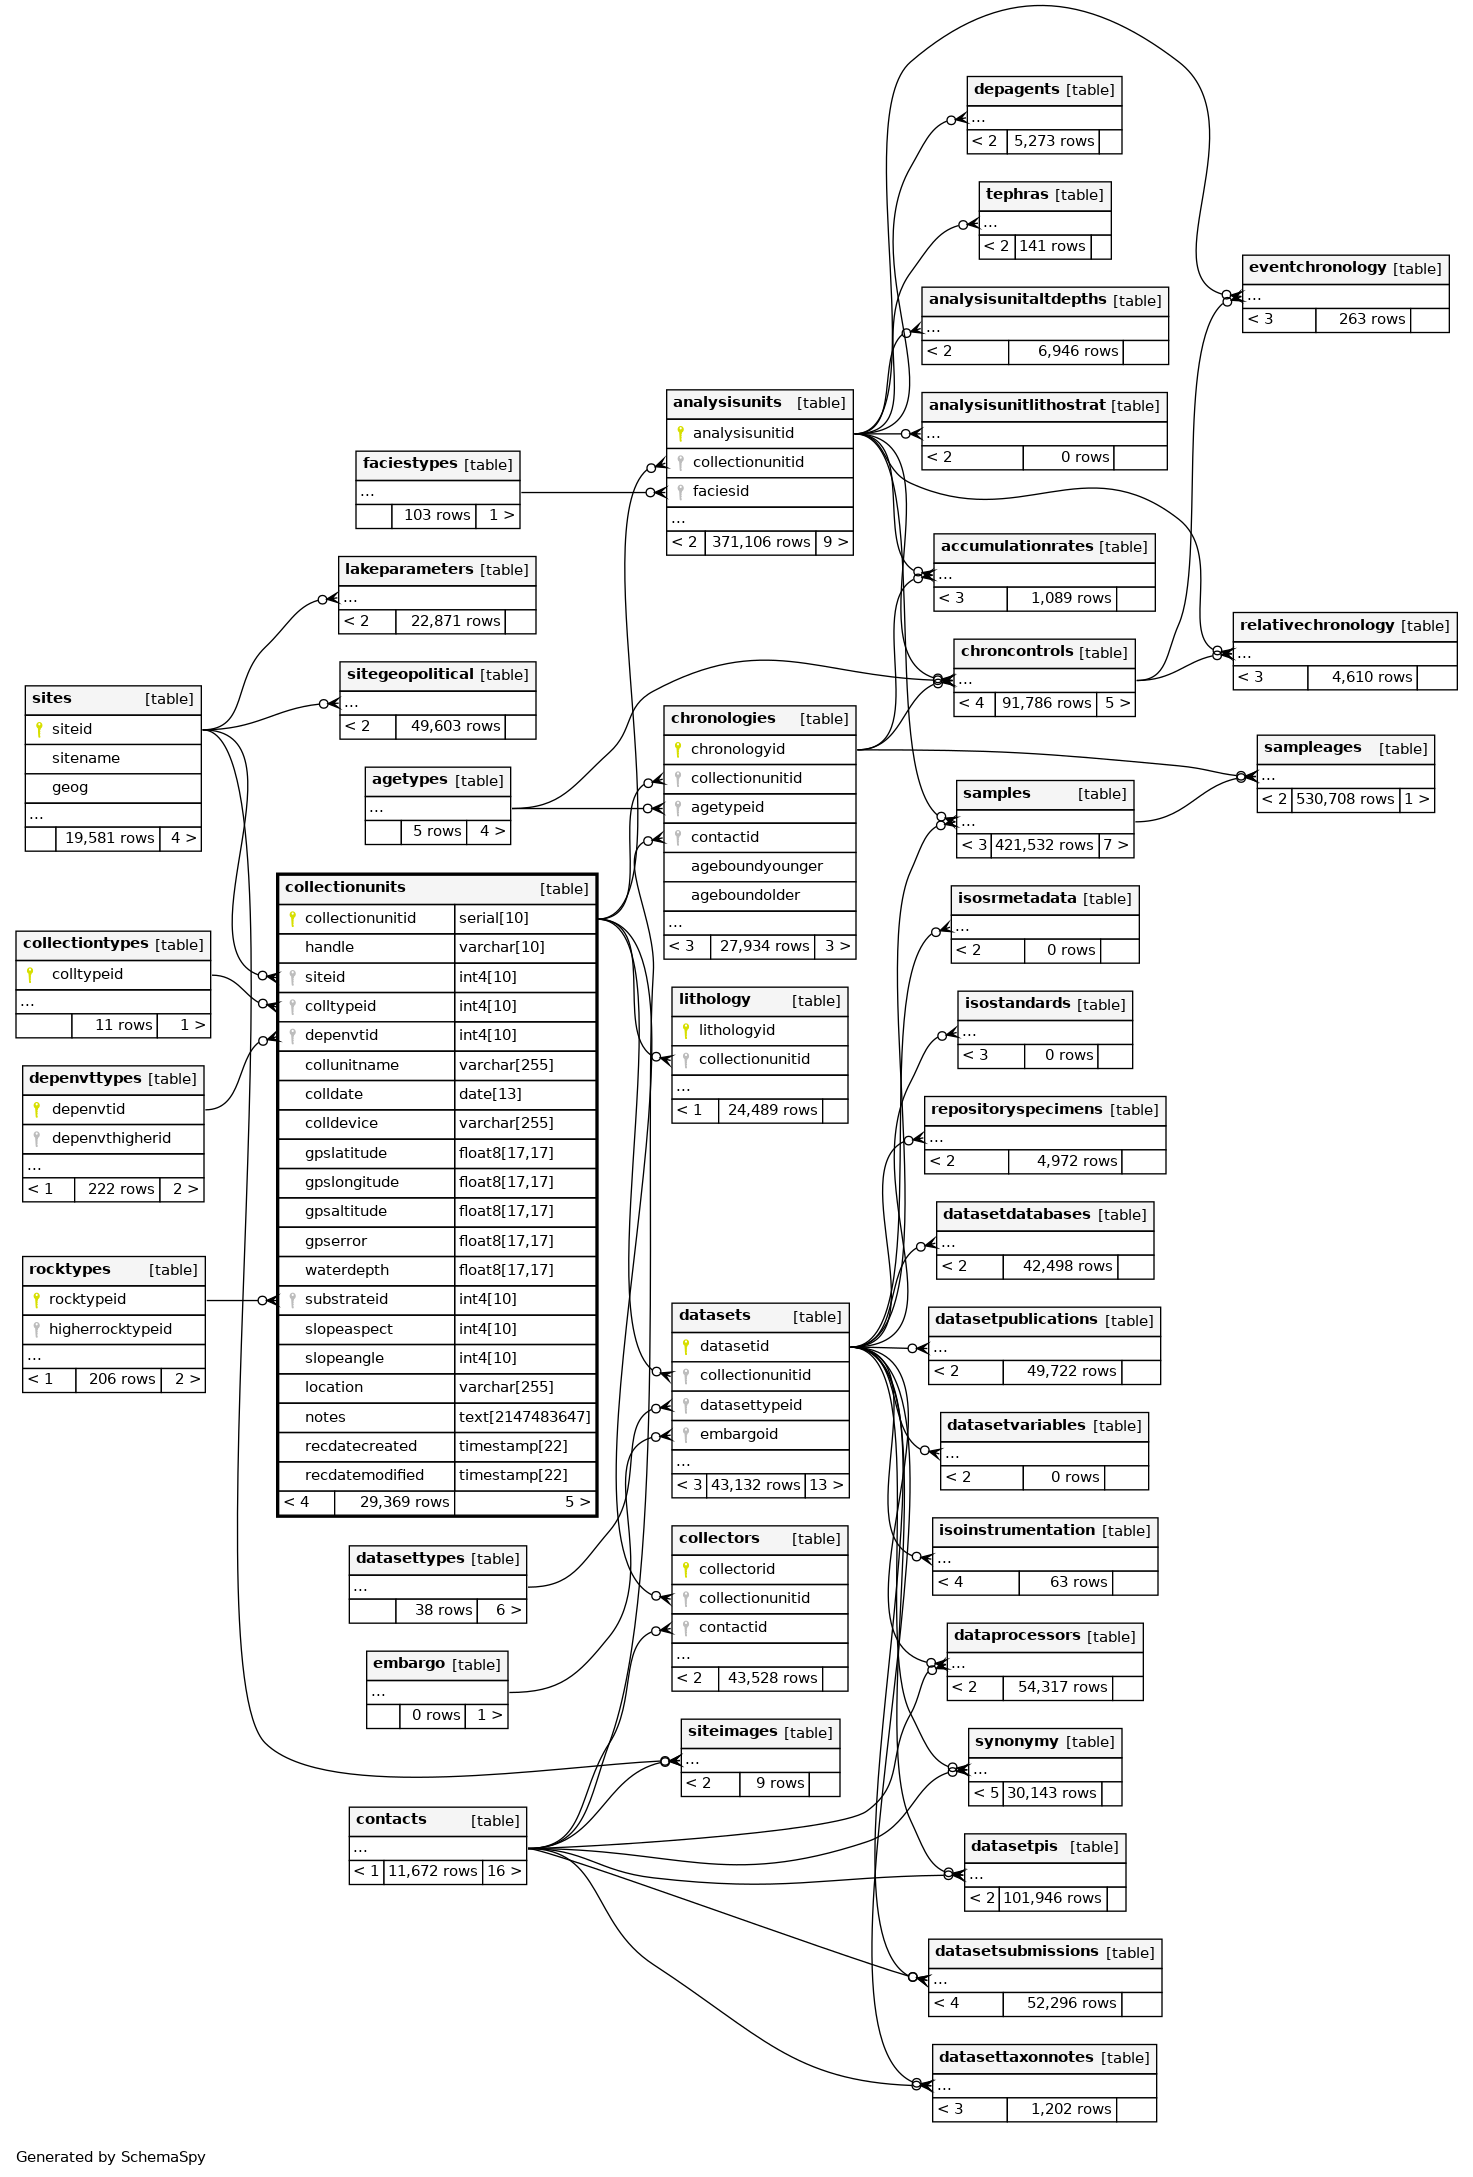 depagents [table]
...
< 2 5,273 rows
tephras [table]
...
< 2 141 rows
eventchronology [table]
...
< 3 263 rows
analysisunitaltdepths [table]
...
< 2 6,946 rows
analysisunits [table]
analysisunitid
collectionunitid
faciesid
...
< 2 371,106 rows 9 >
analysisunitlithostrat [table]
...
< 2 0 rows
faciestypes [table]
...
103 rows 1 >
accumulationrates [table]
...
< 3 1,089 rows
lakeparameters [table]
...
< 2 22,871 rows
relativechronology [table]
...
< 3 4,610 rows
chroncontrols [table]
...
< 4 91,786 rows 5 >
sitegeopolitical [table]
...
< 2 49,603 rows
sites [table]
siteid
sitename
geog
...
19,581 rows 4 >
chronologies [table]
chronologyid
collectionunitid
agetypeid
contactid
ageboundyounger
ageboundolder
...
< 3 27,934 rows 3 >
sampleages [table]
...
< 2 530,708 rows 1 >
agetypes [table]
...
5 rows 4 >
samples [table]
...
< 3 421,532 rows 7 >
collectionunits [table]
collectionunitid serial[10]
handle varchar[10]
siteid int4[10]
colltypeid int4[10]
depenvtid int4[10]
collunitname varchar[255]
colldate date[13]
colldevice varchar[255]
gpslatitude float8[17,17]
gpslongitude float8[17,17]
gpsaltitude float8[17,17]
gpserror float8[17,17]
waterdepth float8[17,17]
substrateid int4[10]
slopeaspect int4[10]
slopeangle int4[10]
location varchar[255]
notes text[2147483647]
recdatecreated timestamp[22]
recdatemodified timestamp[22]
< 4 29,369 rows 5 >
isosrmetadata [table]
...
< 2 0 rows
collectiontypes [table]
colltypeid
...
11 rows 1 >
lithology [table]
lithologyid
collectionunitid
...
< 1 24,489 rows
isostandards [table]
...
< 3 0 rows
depenvttypes [table]
depenvtid
depenvthigherid
...
< 1 222 rows 2 >
repositoryspecimens [table]
...
< 2 4,972 rows
datasetdatabases [table]
...
< 2 42,498 rows
rocktypes [table]
rocktypeid
higherrocktypeid
...
< 1 206 rows 2 >
datasets [table]
datasetid
collectionunitid
datasettypeid
embargoid
...
< 3 43,132 rows 13 >
datasetpublications [table]
...
< 2 49,722 rows
datasetvariables [table]
...
< 2 0 rows
isoinstrumentation [table]
...
< 4 63 rows
collectors [table]
collectorid
collectionunitid
contactid
...
< 2 43,528 rows
datasettypes [table]
...
38 rows 6 >
dataprocessors [table]
...
< 2 54,317 rows
embargo [table]
...
0 rows 1 >
siteimages [table]
...
< 2 9 rows
synonymy [table]
...
< 5 30,143 rows
contacts [table]
...
< 1 11,672 rows 16 >
datasetpis [table]
...
< 2 101,946 rows
datasetsubmissions [table]
...
< 4 52,296 rows
datasettaxonnotes [table]
...
< 3 1,202 rows
Generated by SchemaSpy